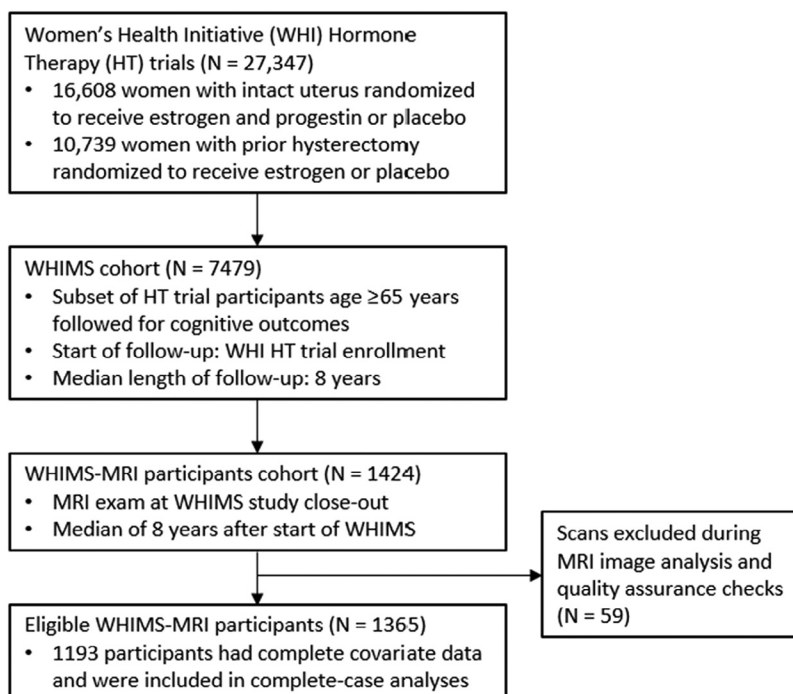 Women’s Health Initiative (WHI) Hormone
Therapy (HT) trials (N = 27,347)
• 16,608 women with intact uterus randomized
to receive estrogen and progestin or placebo
• 10,739 women with prior hysterectomy
randomized to receive estrogen or placebo
WHIMS cohort (N = 7479)
• Subset of HT trial participants age ≥65 years
followed for cognitive outcomes
• Start of follow-up: WHI HT trial enrollment
• Median length of follow-up: 8 years
WHIMS-MRI participants cohort (N = 1424)
• MRI exam at WHIMS study close-out
• Median of 8 years after start of WHIMS
Scans excluded during
MRI image analysis and
quality assurance checks
(N = 59)
Eligible WHIMS-MRI participants (N = 1365)
• 1193 participants had complete covariate data
and were included in complete-case analyses